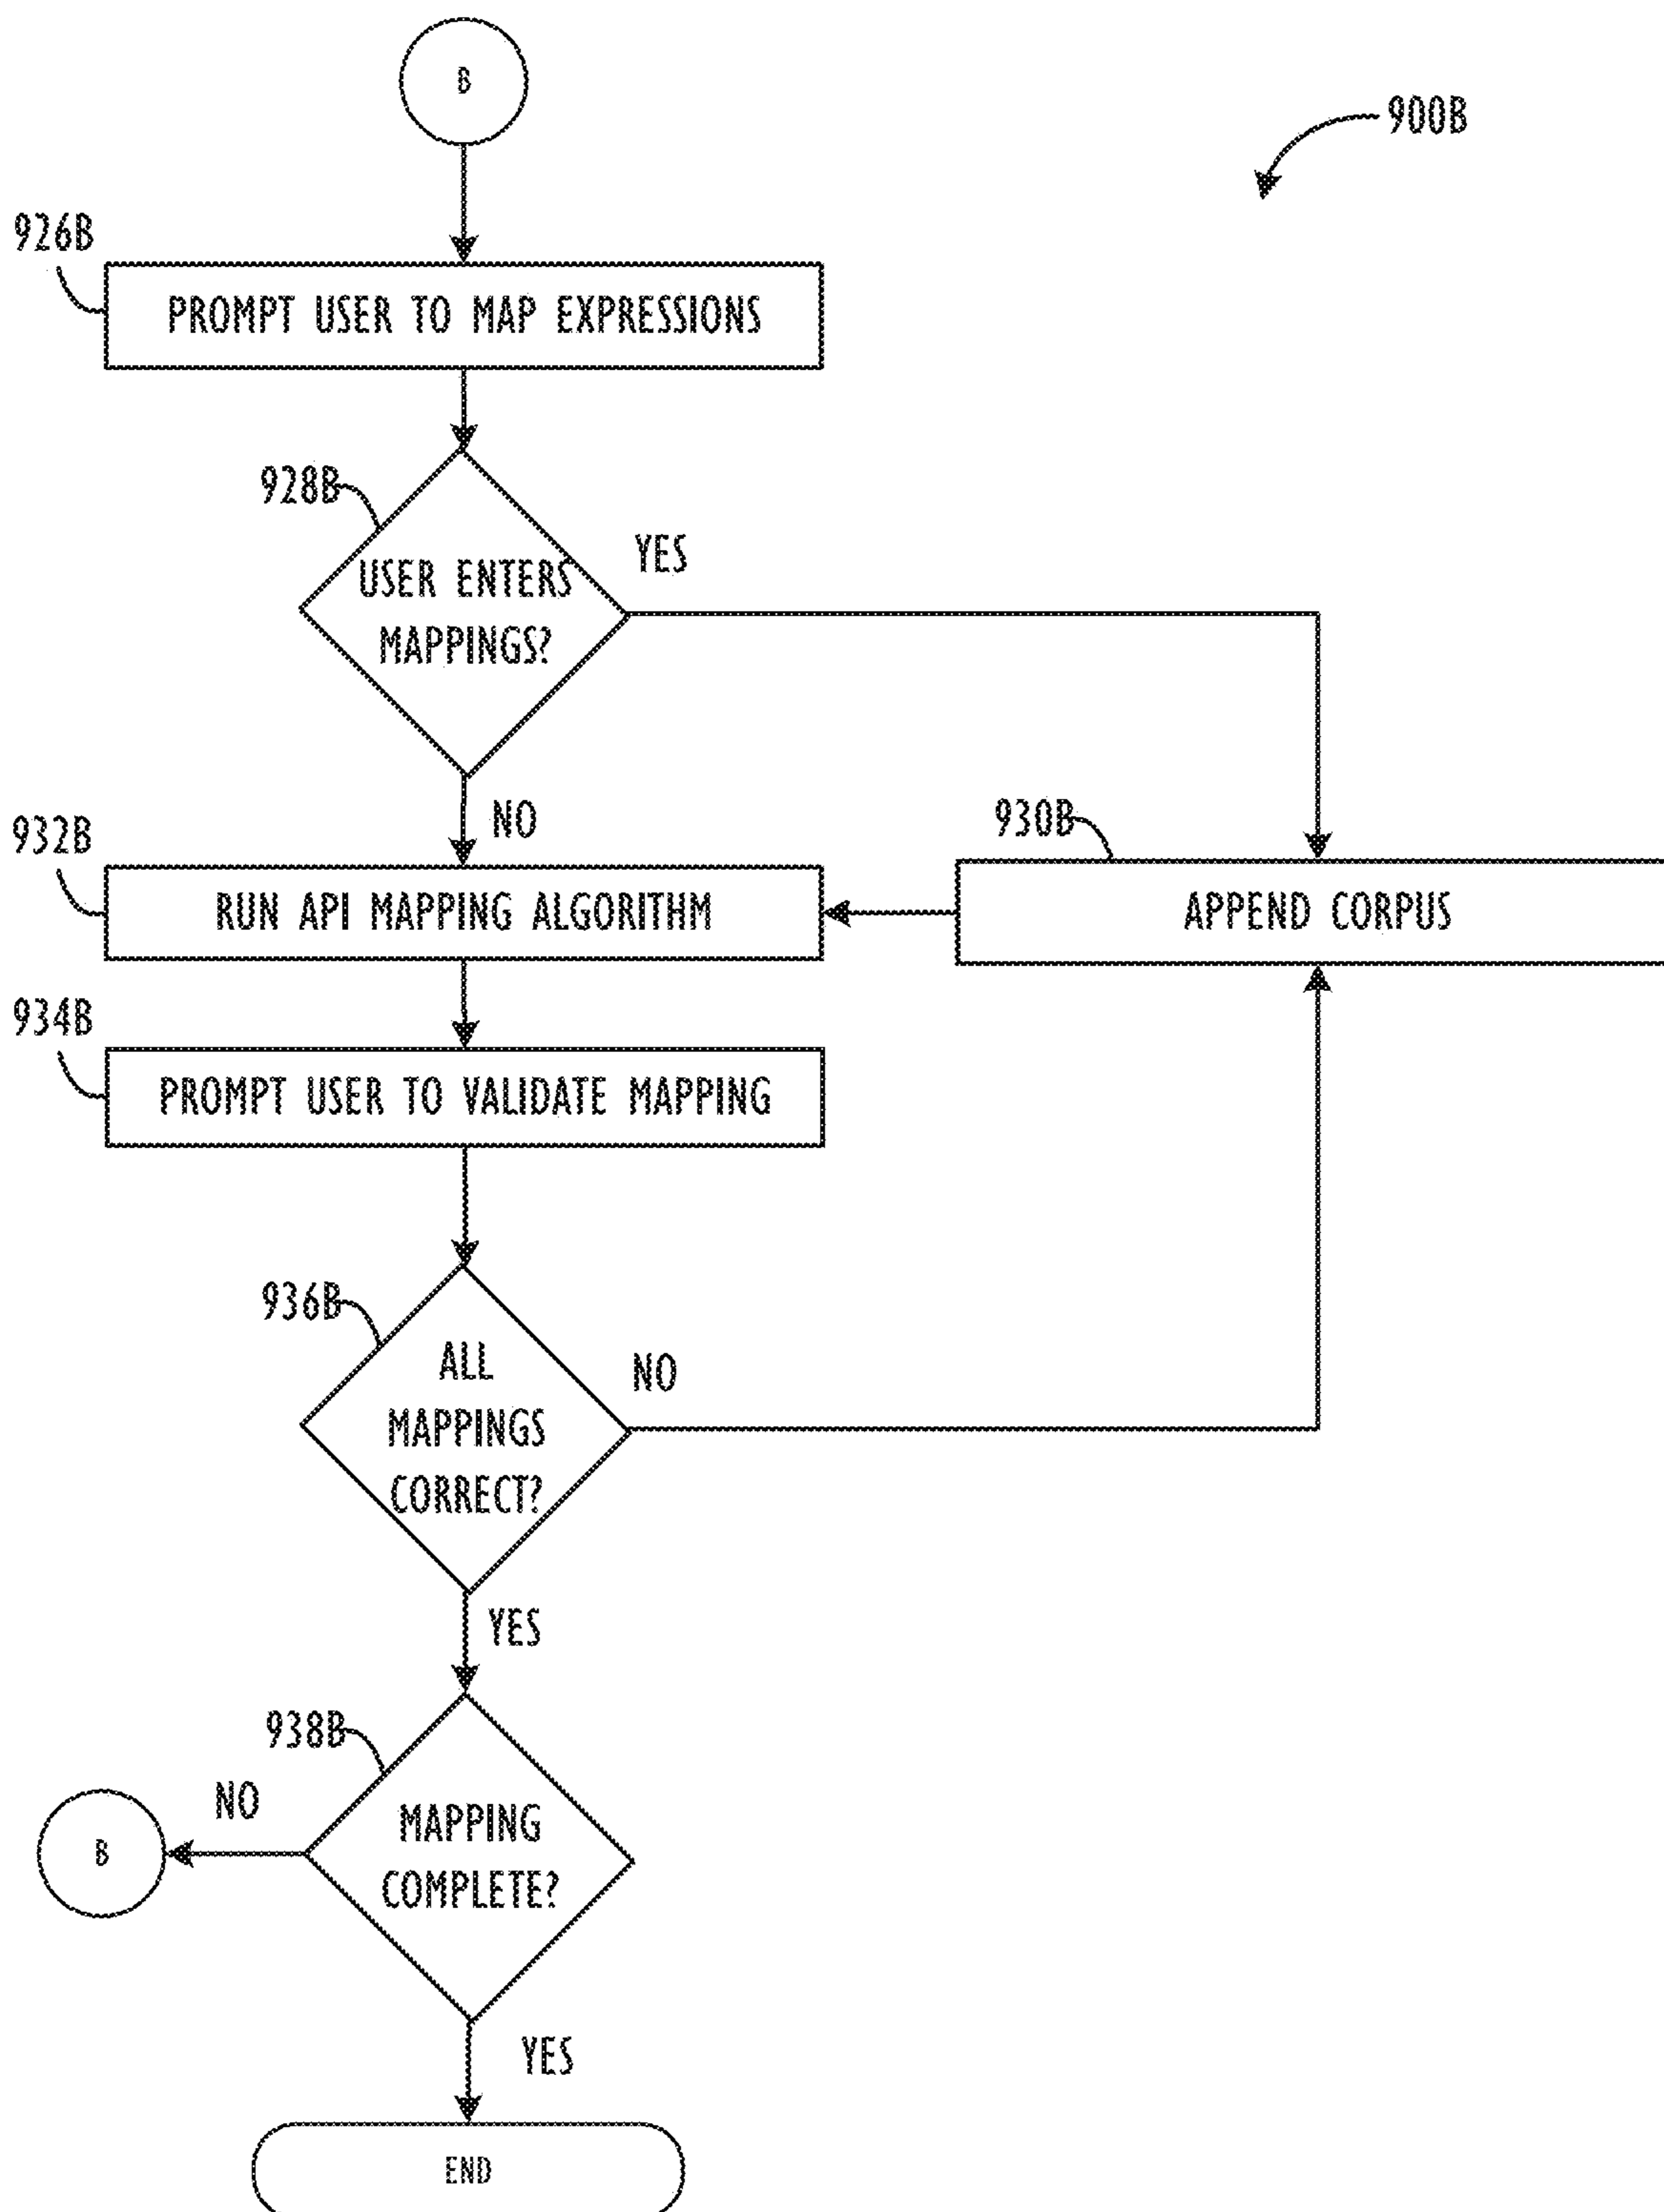 B
900B
926B
PROMPT USER TO MAP EXPRESSIONS
928B
YES
USER ENTERS
MAPPINGS?
NO
932B
930B
RUN API MAPPING ALGORITHM
APPEND CORPUS
934B
PROMPT USER TO VALIDATE MAPPING
936B
ALL
MAPPINGS
CORRECT?
NO
YES
938B
NO
B
MAPPING
COMPLETE?
YES
END